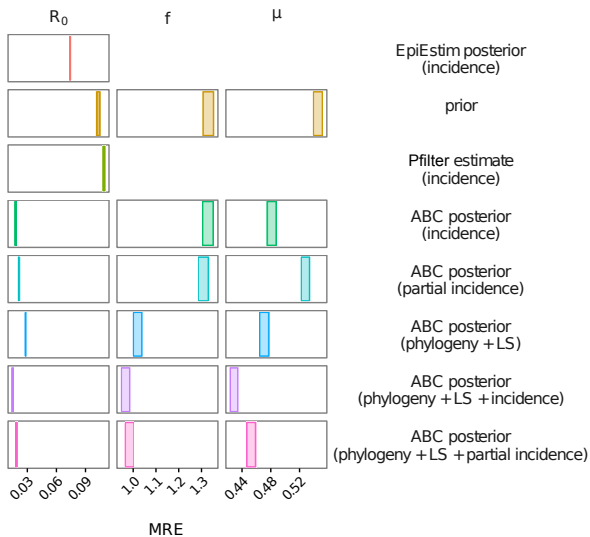 R0 f μ
EpiEstim posterior
(incidence)
prior
Pfilter estimate
(incidence)
ABC posterior
(incidence)
ABC posterior
(partial incidence)
ABC posterior
(phylogeny +LS)
ABC posterior
(phylogeny +LS +incidence)
ABC posterior
(phylogeny +LS +partial incidence)
0.03 0.06 0.09 1.0 1.1 1.2 1.3 0.44 0.48 0.52
MRE